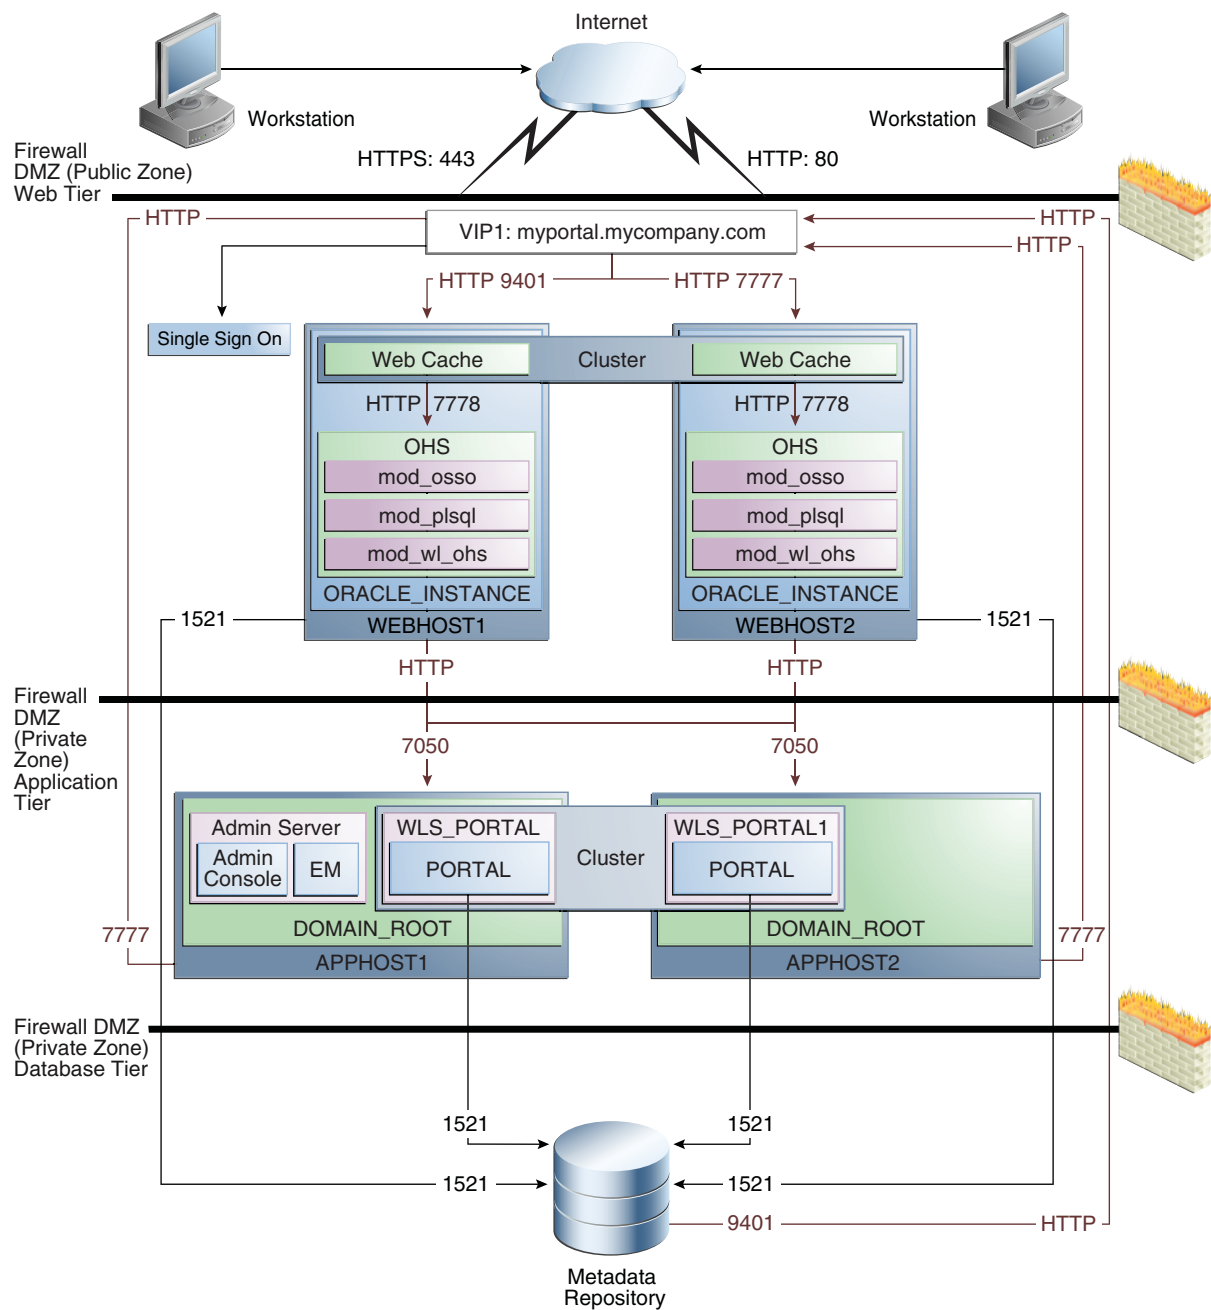 Internet
Workstation
Workstation
HTTPS: 443
HTTP: 80
Firewall
DMZ (Public Zone)
Web Tier
HTTP
VIP1: myportal.mycompany.com
HTTP
HTTP
HTTP 9401
HTTP 7777
Single Sign On
Web Cache
Cluster
Web Cache
HTTP 7778
HTTP 7778
OHS
mod_osso
mod_plsql
mod_wl_ohs
ORACLE_INSTANCE
WEBHOST1
OHS
mod_osso
mod_plsql
mod_wl_ohs
ORACLE_INSTANCE
WEBHOST2
1521
1521
HTTP
HTTP
Firewall
DMZ
(Private
Zone)
Application
Tier
7050
7050
Admin Server
Admin
Console
EM
WLS_PORTAL
PORTAL
Cluster
WLS_PORTAL1
PORTAL
DOMAIN_ROOT
APPHOST1
DOMAIN_ROOT
APPHOST2
7777
7777
Firewall DMZ
(Private Zone)
Database Tier
1521
1521
1521
1521
9401
HTTP
Metadata
Repository